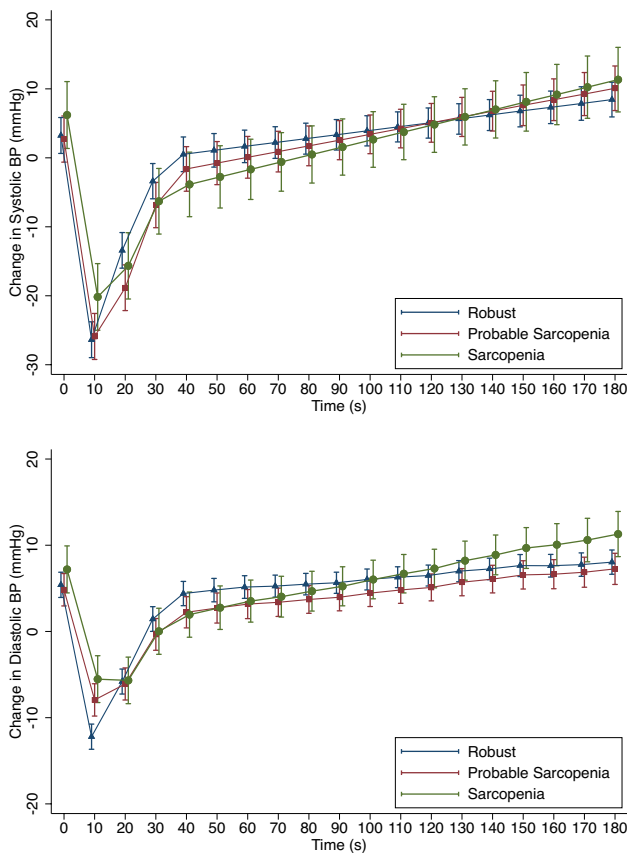 Change in Systolic BP (mmHg)
20
10
0
-10
-20
-30
Robust
Probable Sarcopenia
Sarcopenia
0 10 20 30 40 50 60 70 80 90 100 110 120 130 140 150 160 170 180
Time (s)
Change in Diastolic BP (mmHg)
20
10
0
-10
-20
Robust
Probable Sarcopenia
Sarcopenia
0 10 20 30 40 50 60 70 80 90 100 110 120 130 140 150 160 170 180
Time (s)